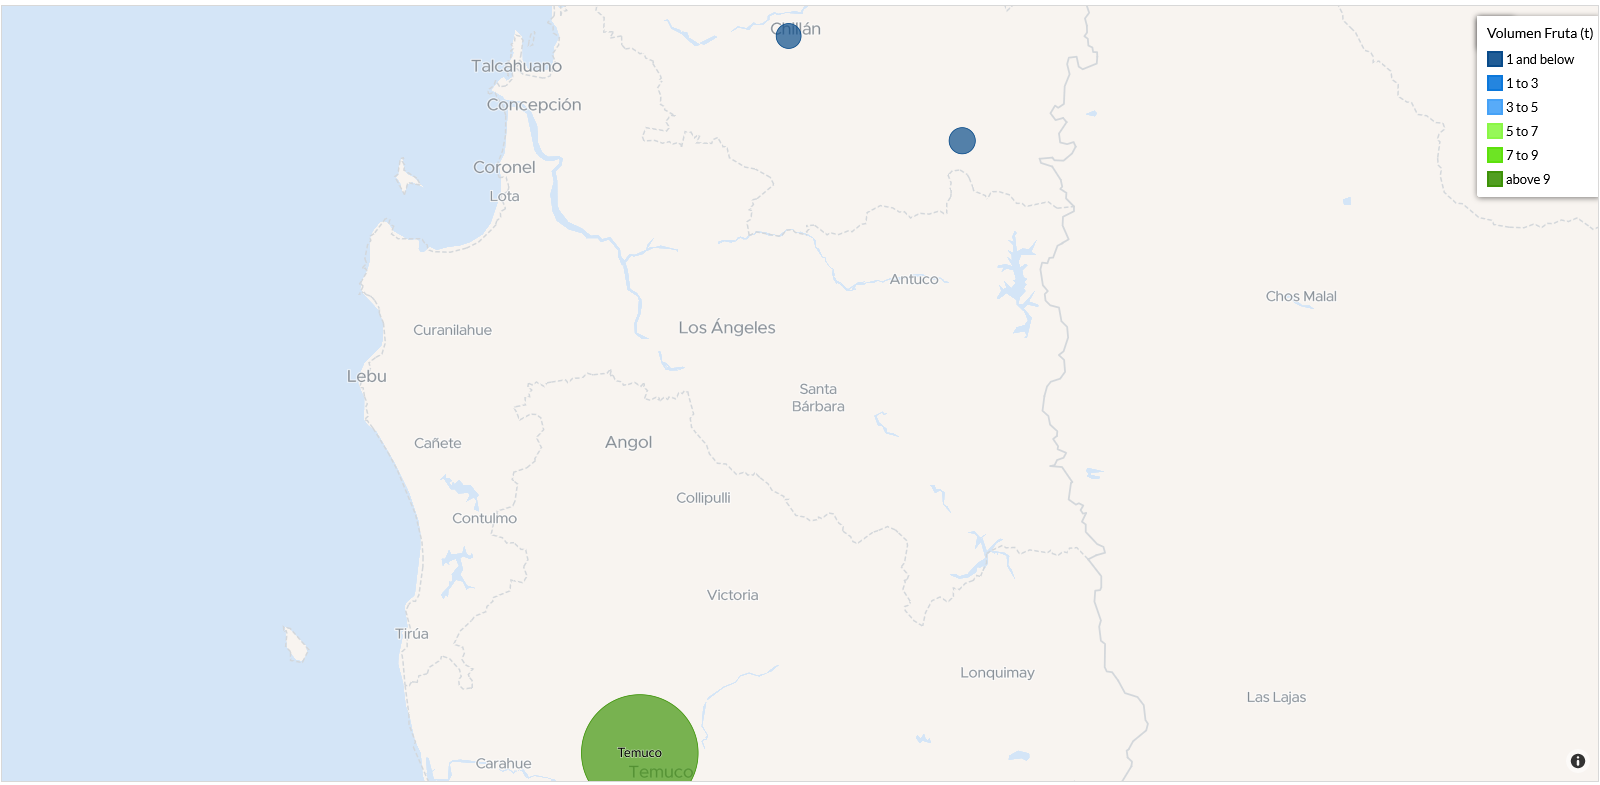 Chillán
Talcahuano
Concepción
Coronel
Lota
Antuco
Chos Malal
Curanilahue
Los Ángeles
Lebu
Santa
Bárbara
Cañete
Angol
Collipulli
Contulmo
Victoria
Tirúa
Lonquimay
Las Lajas
Temuco
Carahue
Temuco
Volumen Fruta (t)
1 and below
1 to 3
3 to 5
5 to 7
7 to 9
above 9